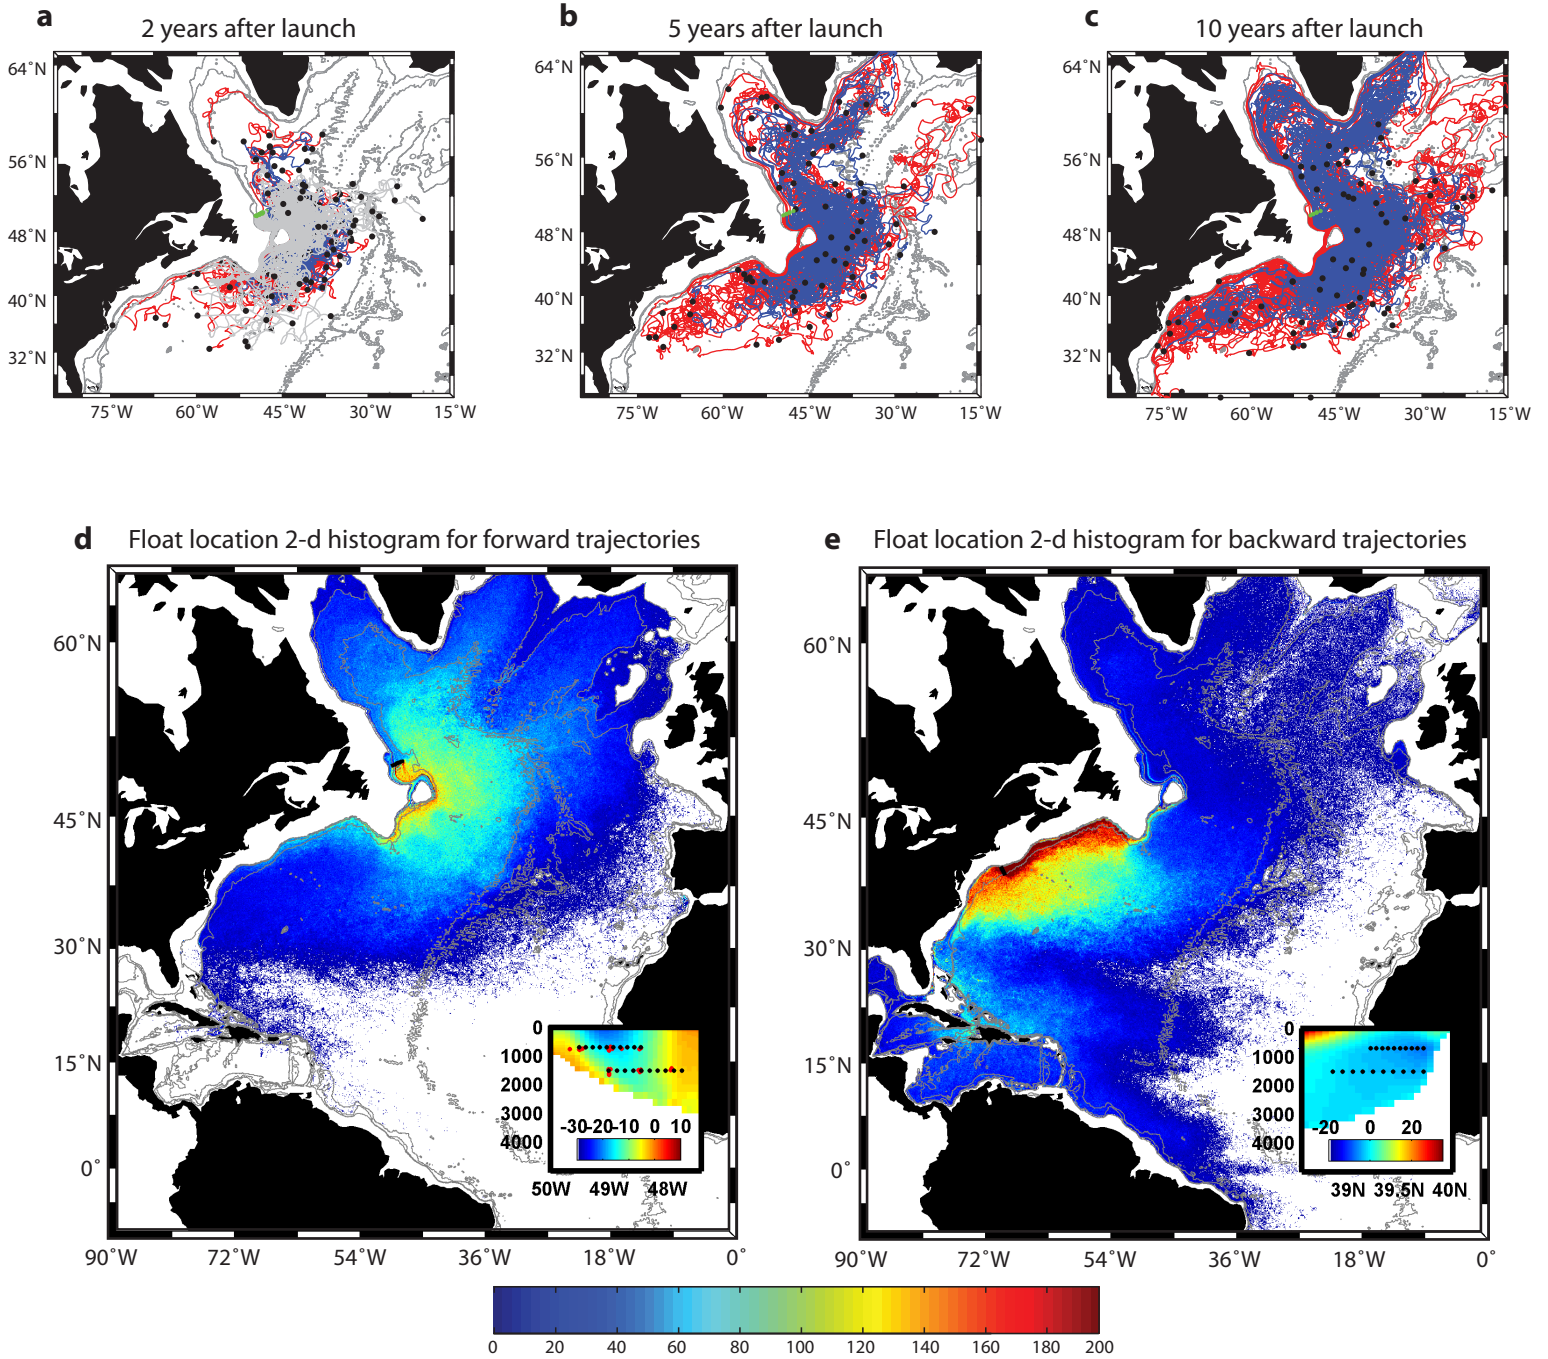 a 2 years after launch
b 5 years after launch
c 10 years after launch
64˚N
56˚N
48˚N
40˚N
32˚N
75˚W 60˚W 45˚W 30˚W 15˚W
64˚N
56˚N
48˚N
40˚N
32˚N
75˚W 60˚W 45˚W 30˚W 15˚W
64˚N
56˚N
48˚N
40˚N
32˚N
75˚W 60˚W 45˚W 30˚W 15˚W
d Float location 2-d histogram for forward trajectories
60˚N
45˚N
30˚N
15˚N
0˚
90˚W 72˚W 54˚W 36˚W 18˚W 0˚
0
1000
2000
3000
4000
-30 -20 -10 0 10
50W 49W 48W
e Float location 2-d histogram for backward trajectories
60˚N
45˚N
30˚N
15˚N
0˚
90˚W 72˚W 54˚W 36˚W 18˚W 0˚
0
1000
2000
3000
4000
-20 0 20
39N 39.5N 40N
0 20 40 60 80 100 120 140 160 180 200